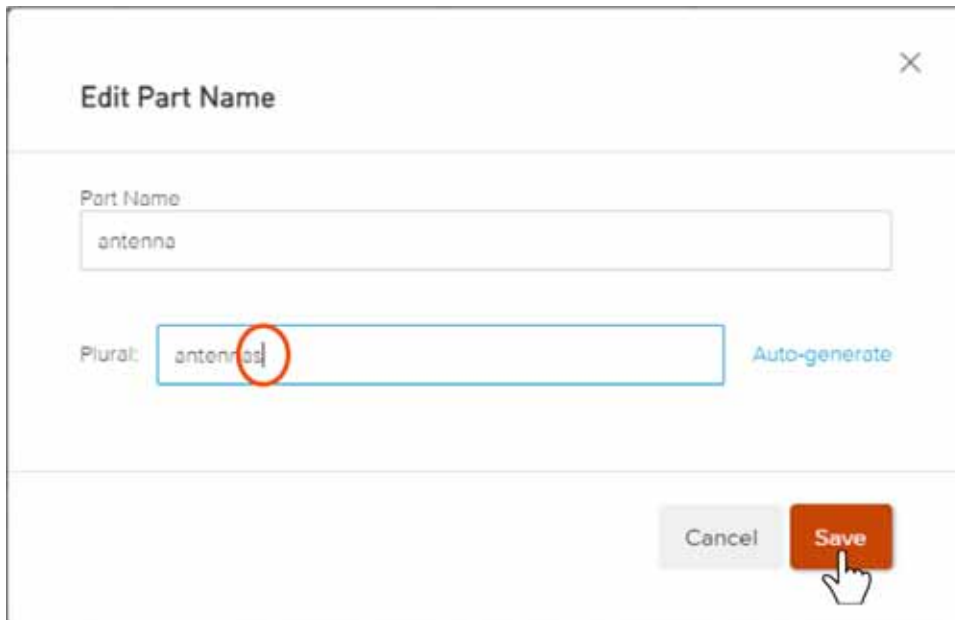 Edit Part Name
Part Name
antenna
Plural: antennas Auto-generate
Cancel Save